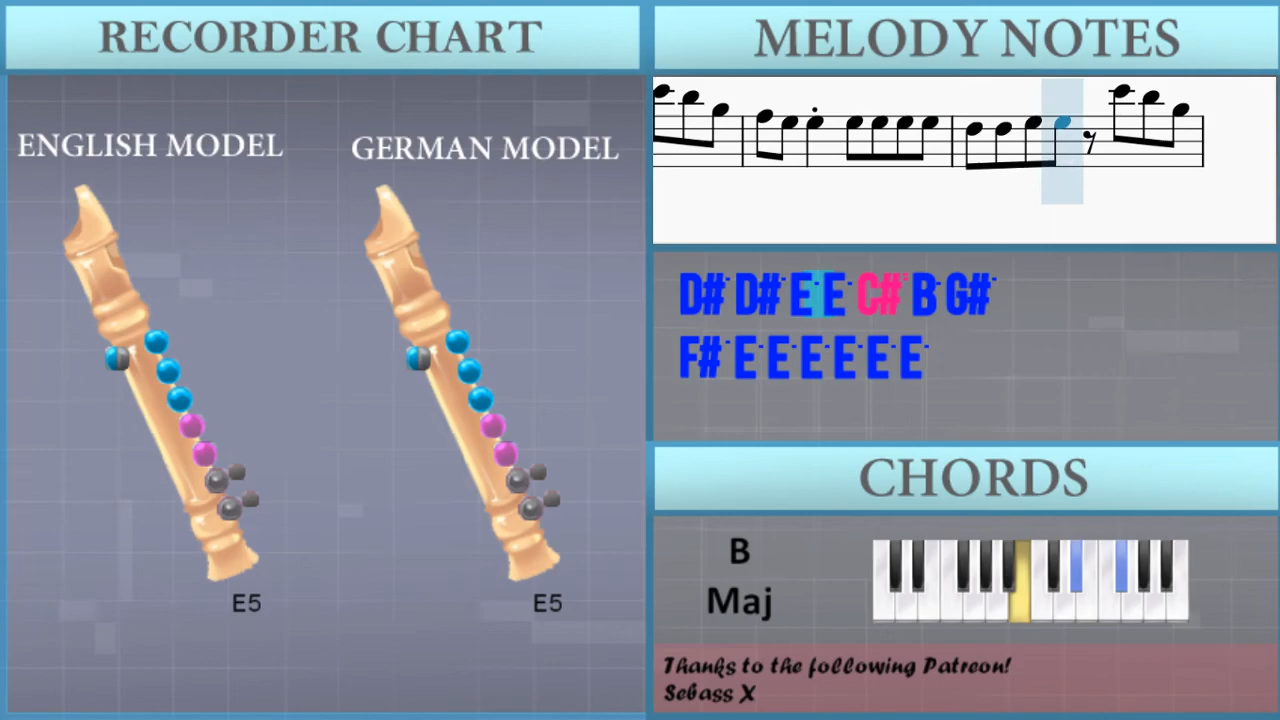 RECORDER CHART
ENGLISH MODEL
GERMAN MODEL
E5
E5
MELODY NOTES
D#' D#' E' E' C#'' B' G#'
F#' E' E' E' E' E' E'
CHORDS
B
Maj
Thanks to the following Patreon!
Sebass X